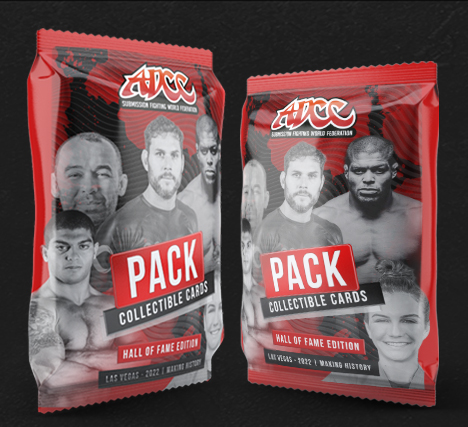 ADCC
SUBMISSION FIGHTING WORLD FEDERATION
PACK
COLLECTIBLE CARDS
HALL OF FAME EDITION
LAS VEGAS - 2022 | MAKING HISTORY
ADCC
SUBMISSION FIGHTING WORLD FEDERATION
PACK
COLLECTIBLE CARDS
HALL OF FAME EDITION
LAS VEGAS - 2022 | MAKING HISTORY